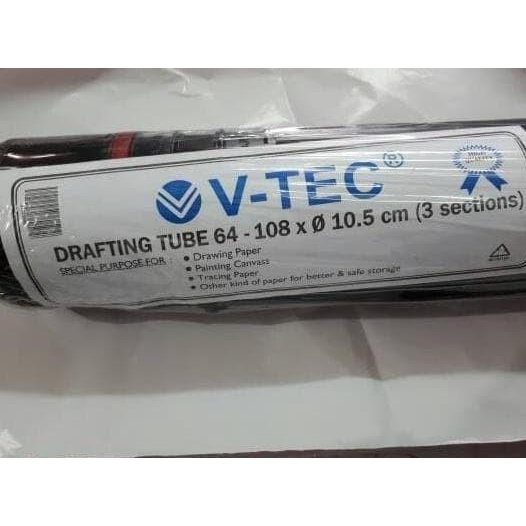 V-TEC®
DRAFTING TUBE 64 - 108 x Ø 10.5 cm (3 sections)
SPECIAL PURPOSE FOR :
• Drawing Paper
• Painting Canvass
• Tracing Paper
• Other kind of paper for better & safe storage